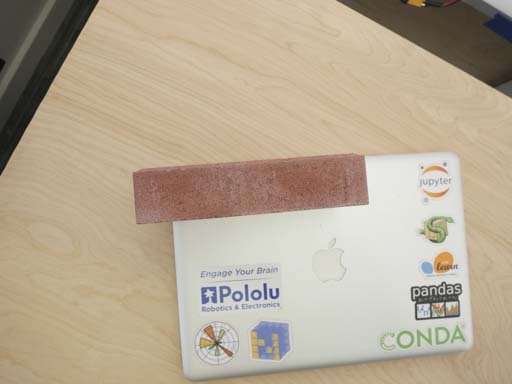 jupyter
learn
Engage Your Brain
Pololu
Robotics & Electronics
pandas
CONDA